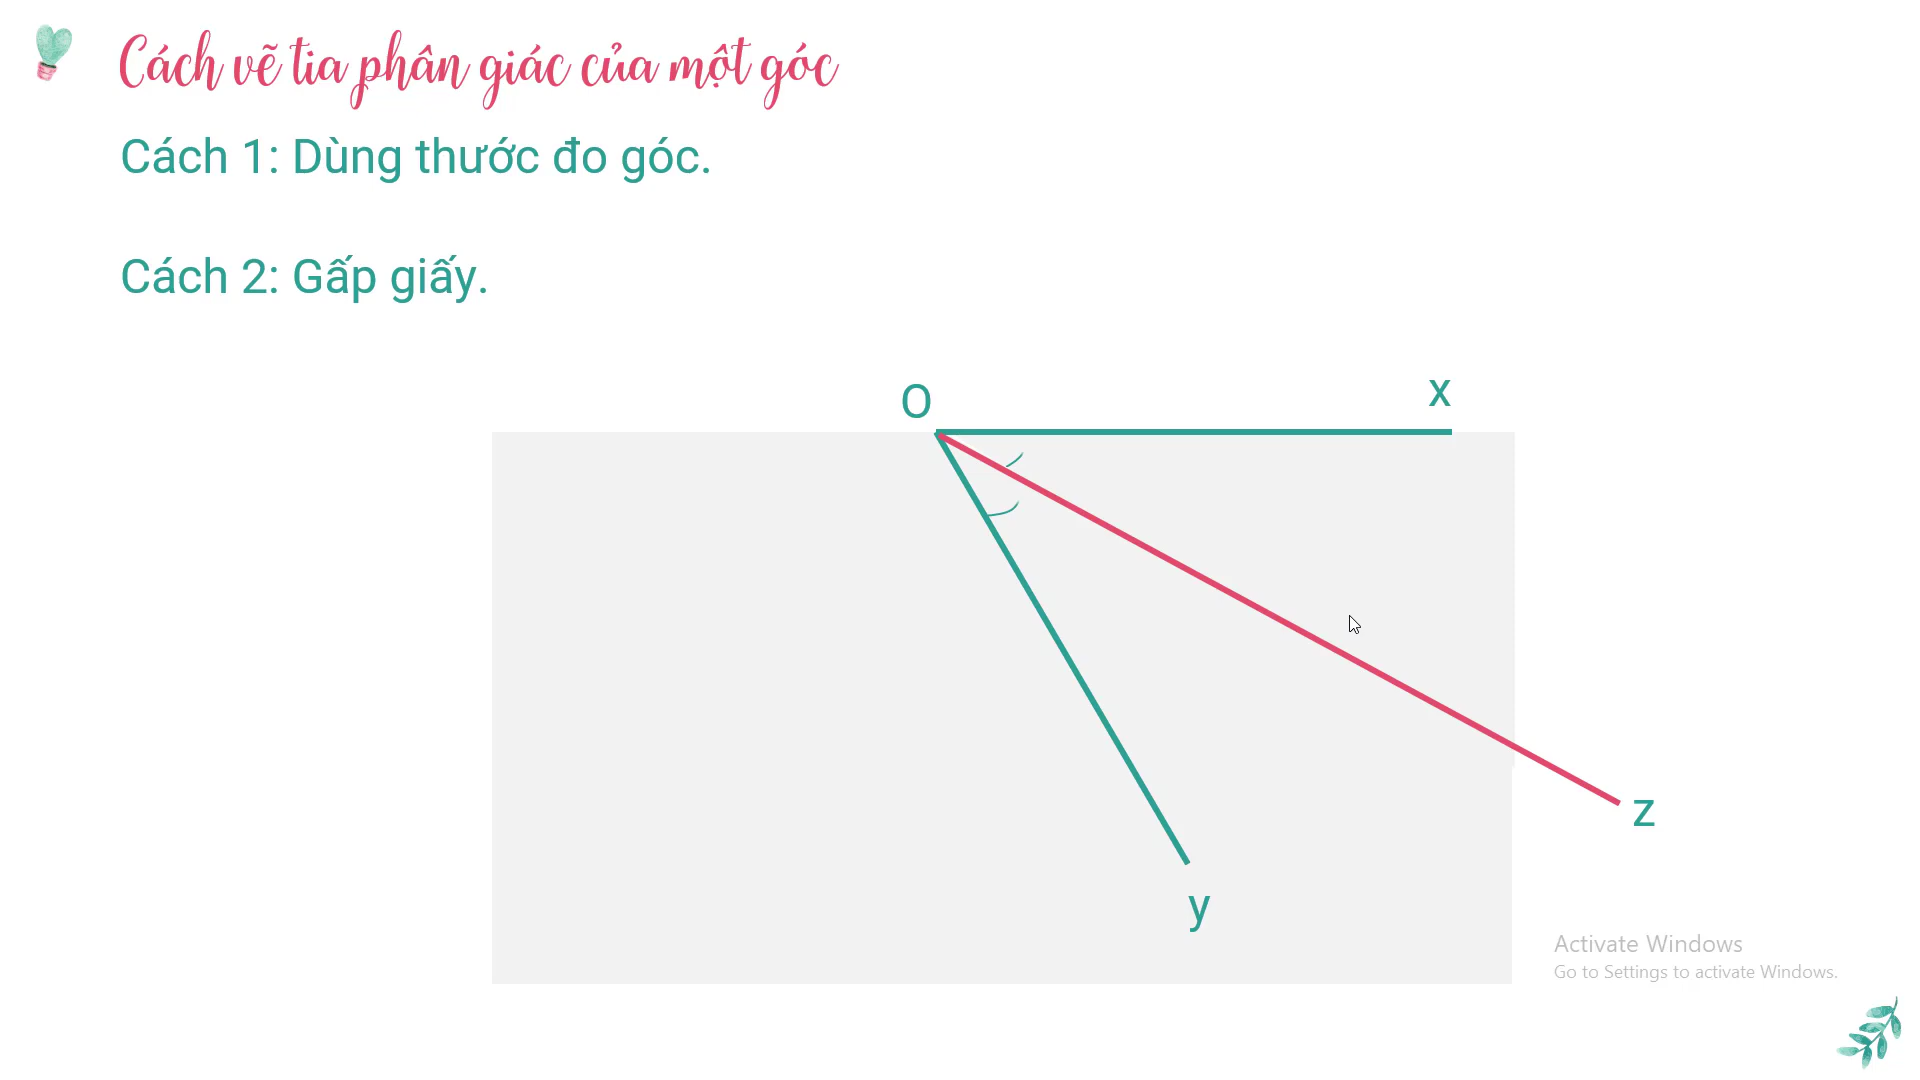 Cách vẽ tia phân giác của một góc
Cách 1: Dùng thước đo góc.
Cách 2: Gấp giấy.
O
x
z
y
Activate Windows
Go to Settings to activate Windows.